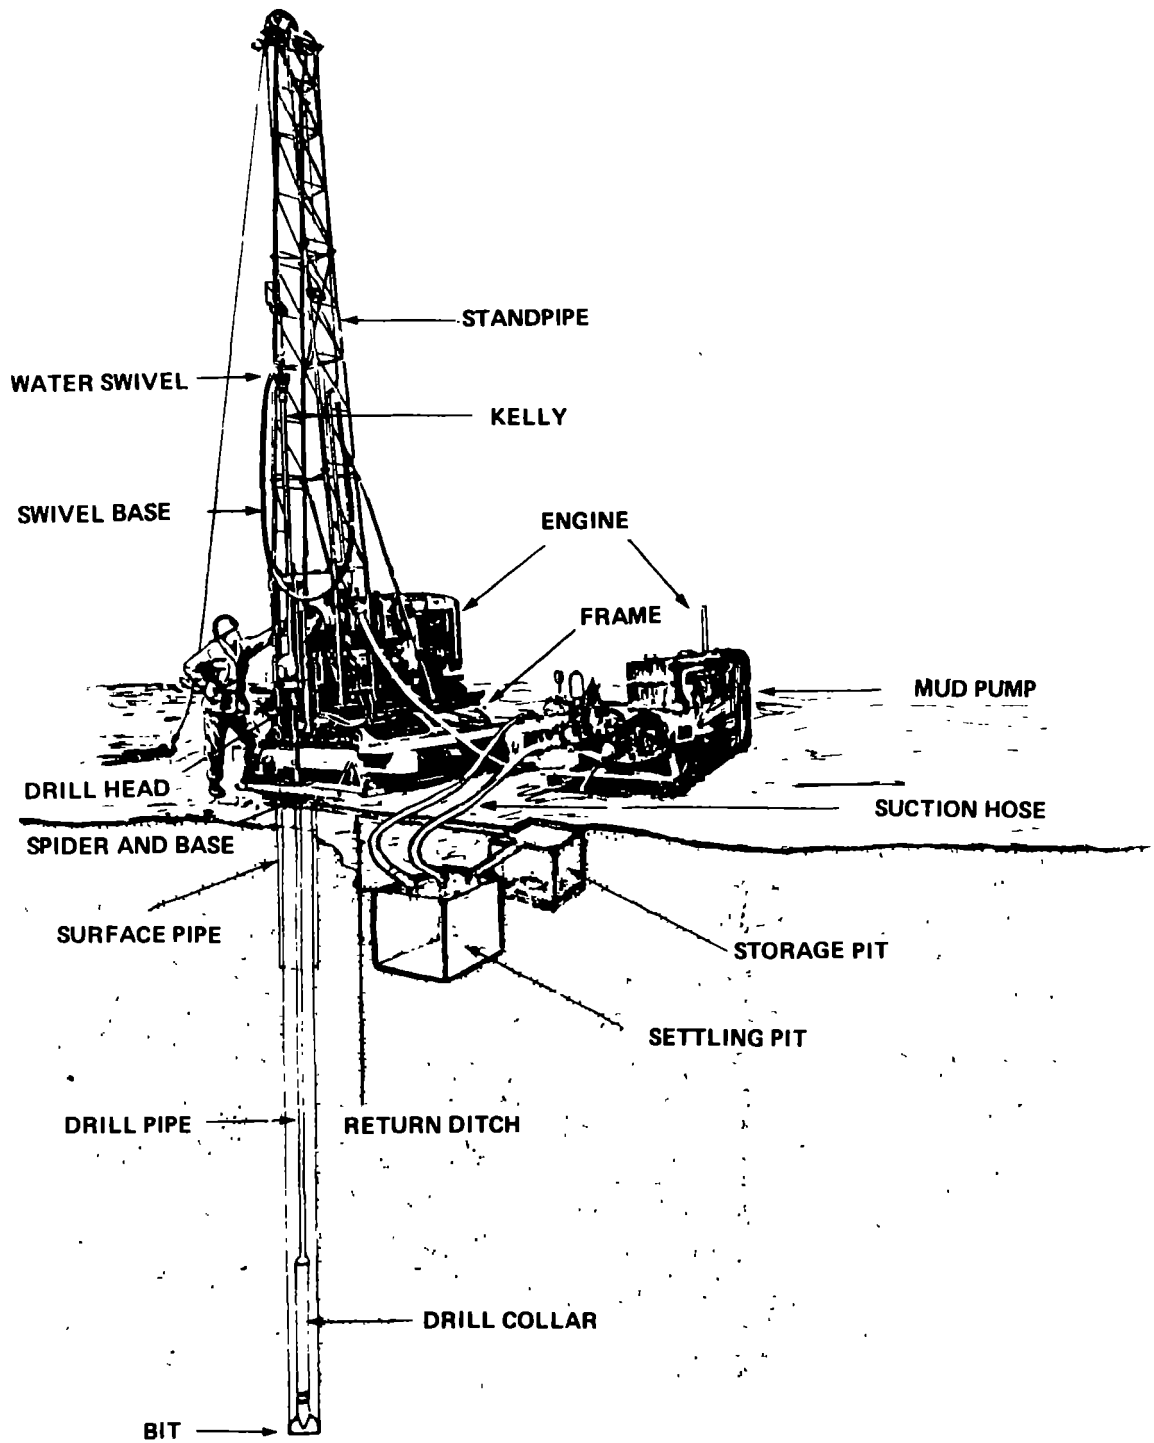 STANDPIPE
WATER SWIVEL
KELLY
SWIVEL BASE
ENGINE
FRAME
MUD PUMP
DRILL HEAD
SUCTION HOSE
SPIDER AND BASE
SURFACE PIPE
STORAGE PIT
SETTLING PIT
DRILL PIPE
RETURN DITCH
DRILL COLLAR
BIT